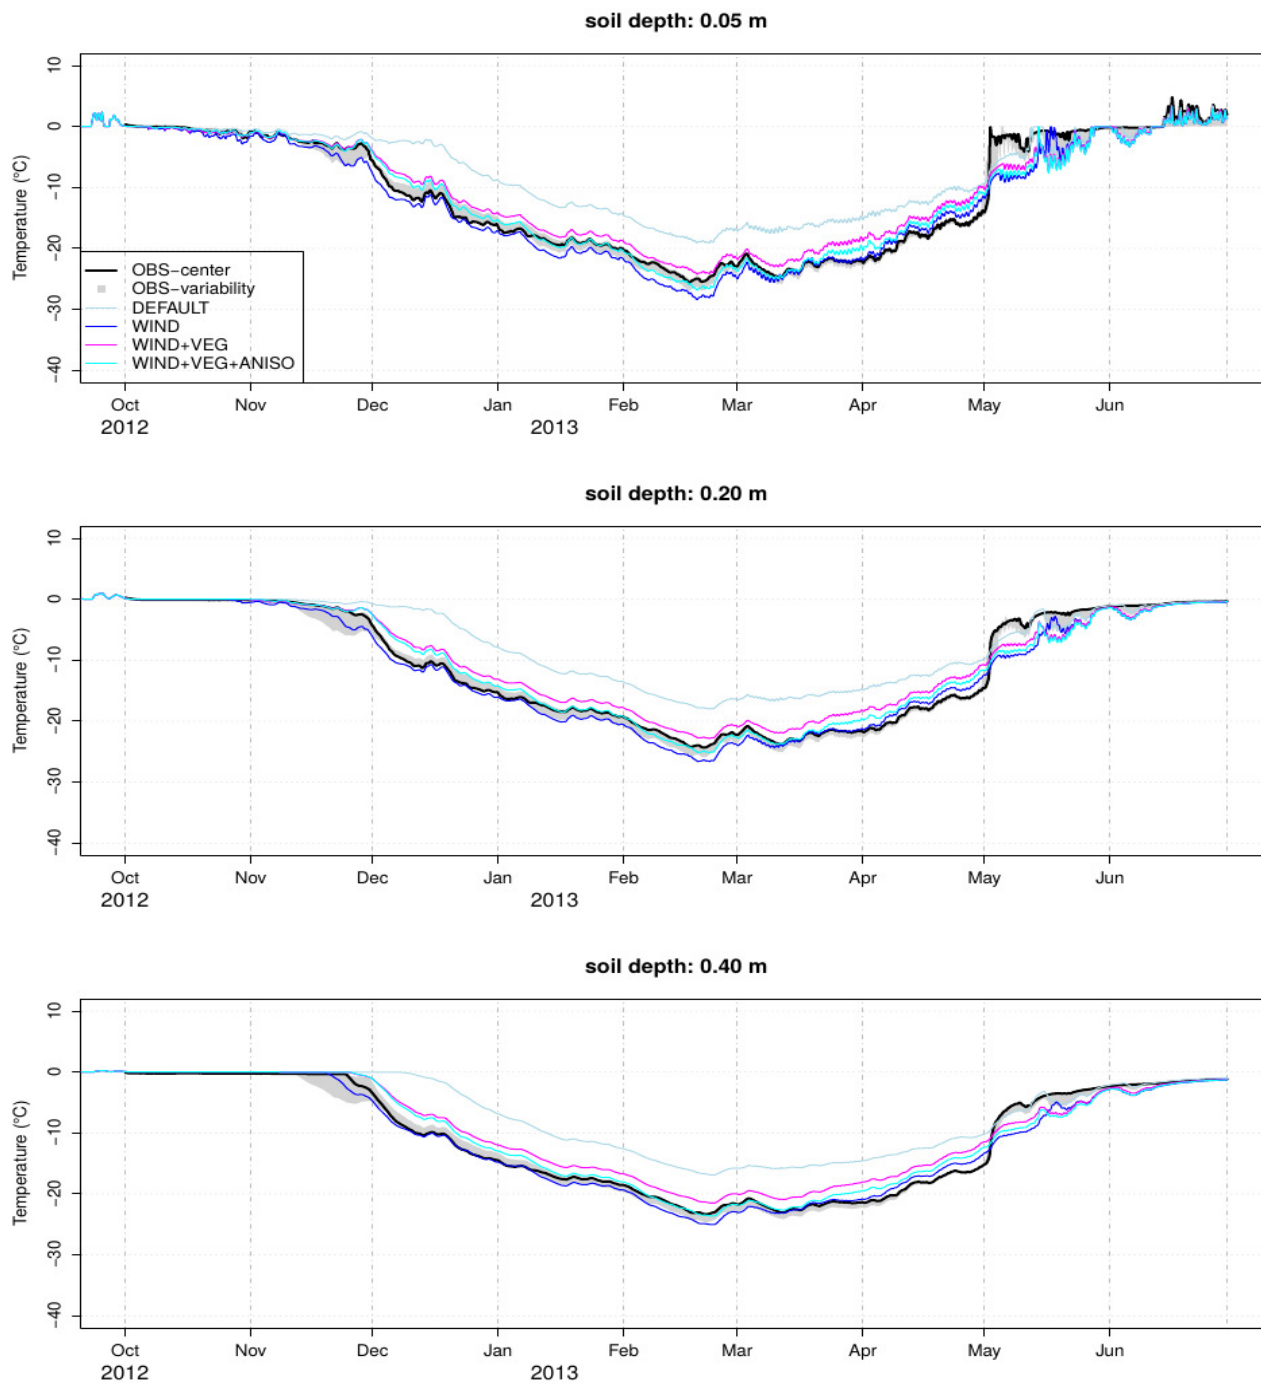 soil depth: 0.05 m
Temperature (°C)
10
0
−10
−20
−30
−40
OBS−center
OBS−variability
DEFAULT
WIND
WIND+VEG
WIND+VEG+ANISO
Oct Nov Dec Jan Feb Mar Apr May Jun
2012 2013
soil depth: 0.20 m
Temperature (°C)
10
0
−10
−20
−30
−40
Oct Nov Dec Jan Feb Mar Apr May Jun
2012 2013
soil depth: 0.40 m
Temperature (°C)
10
0
−10
−20
−30
−40
Oct Nov Dec Jan Feb Mar Apr May Jun
2012 2013